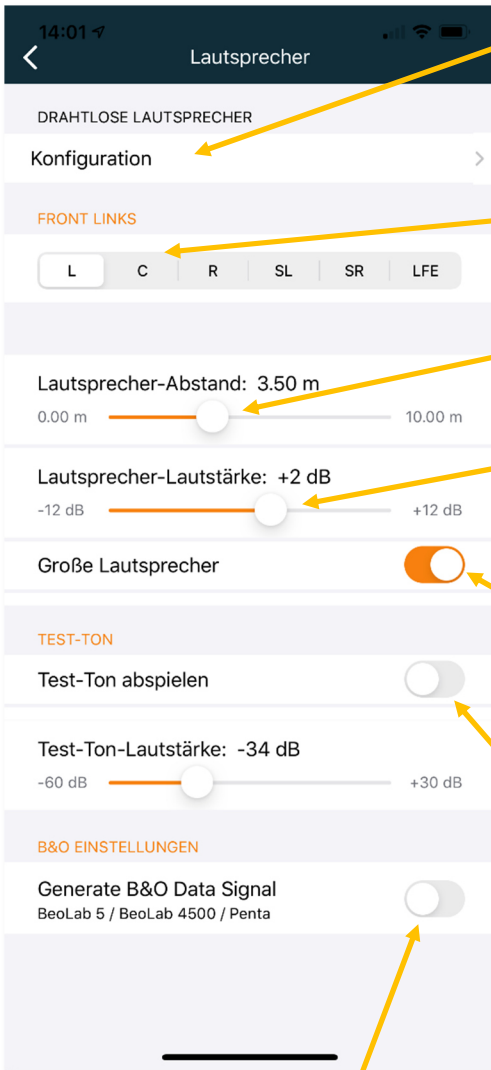 14:01
Lautsprecher
DRAHTLOSE LAUTSPRECHER
Konfiguration
FRONT LINKS
L C R SL SR LFE
Lautsprecher-Abstand: 3.50 m
0.00 m 10.00 m
Lautsprecher-Lautstärke: +2 dB
-12 dB +12 dB
Große Lautsprecher
TEST-TON
Test-Ton abspielen
Test-Ton-Lautstärke: -34 dB
-60 dB +30 dB
B&O EINSTELLUNGEN
Generate B&O Data Signal
BeoLab 5 / BeoLab 4500 / Penta